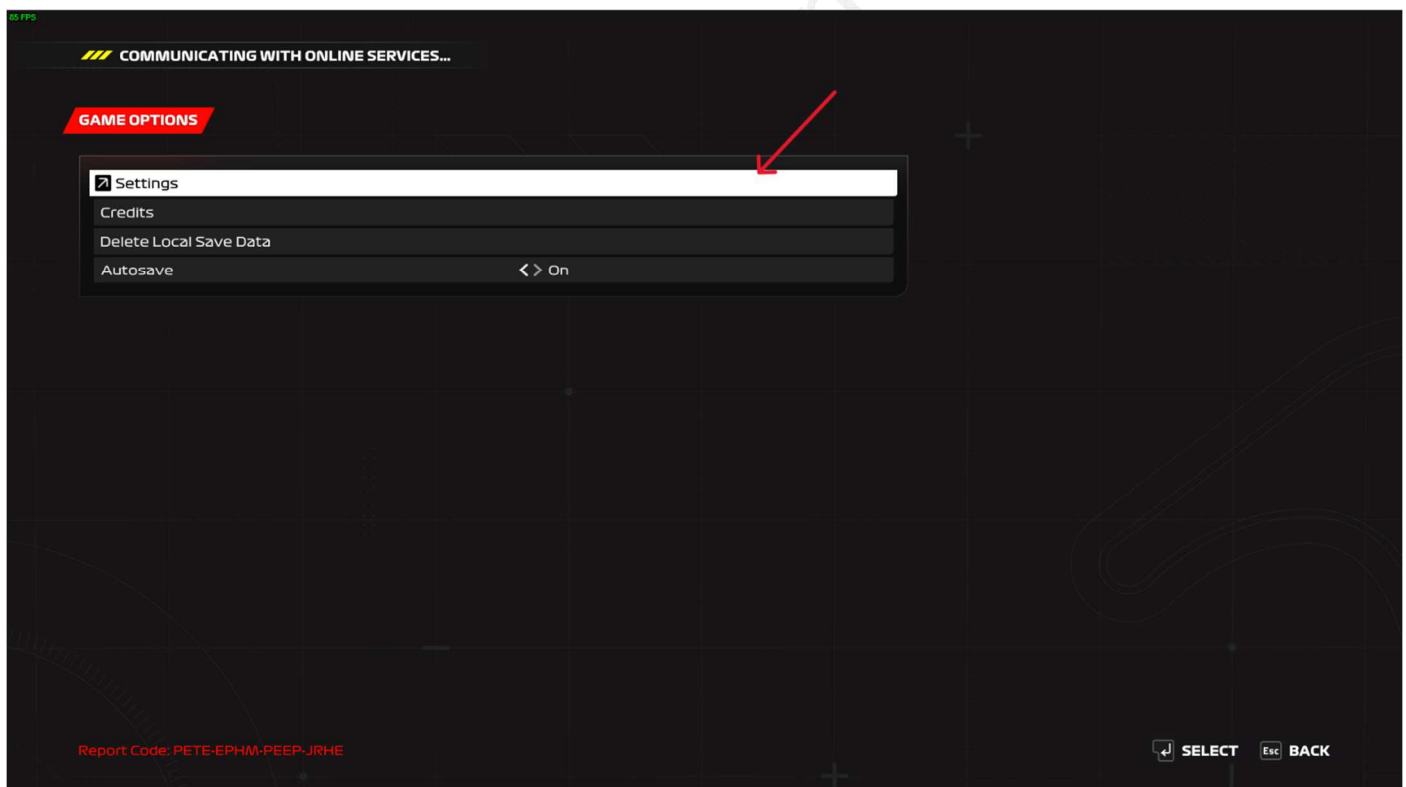 85 FPS
COMMUNICATING WITH ONLINE SERVICES...
GAME OPTIONS
Settings
Credits
Delete Local Save Data
Autosave < > On
Report Code: PETE-EPHM-PEEP-JRHE
SELECT Esc BACK